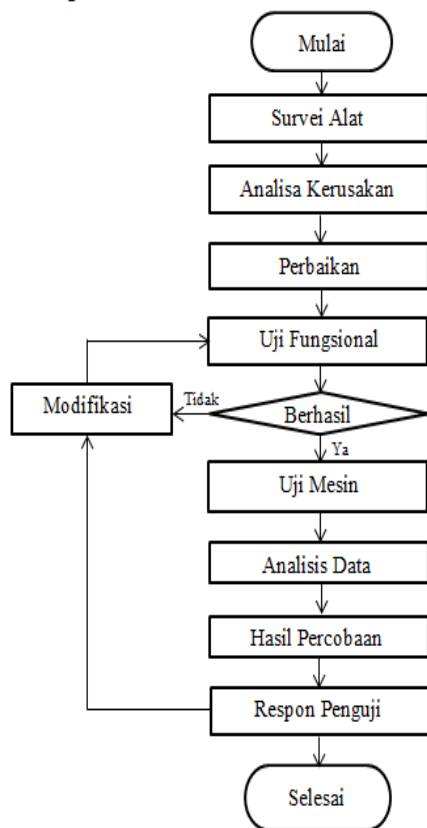 Mulai
Survei Alat
Analisa Kerusakan
Perbaikan
Uji Fungsional
Modifikasi
Tidak
Berhasil
Ya
Uji Mesin
Analisis Data
Hasil Percobaan
Respon Penguji
Selesai